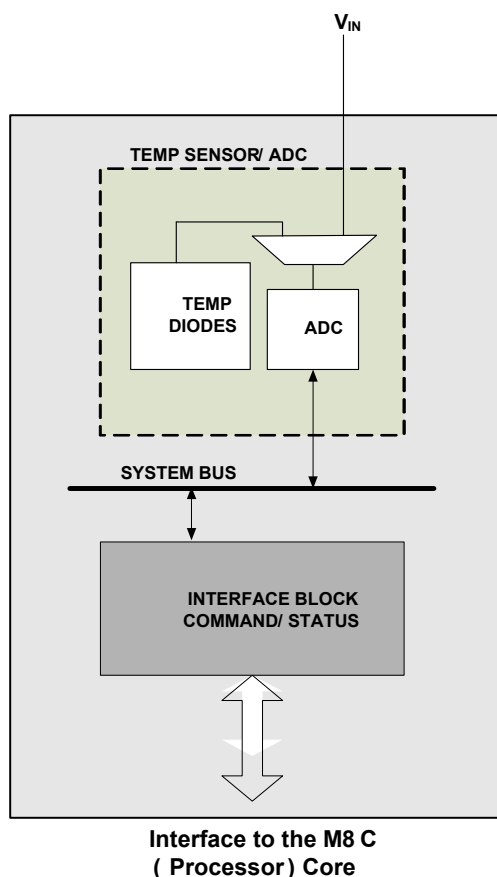 VIN
TEMP SENSOR/ ADC
TEMP
DIODES
ADC
SYSTEM BUS
INTERFACE BLOCK
COMMAND/ STATUS
Interface to the M8 C
( Processor) Core